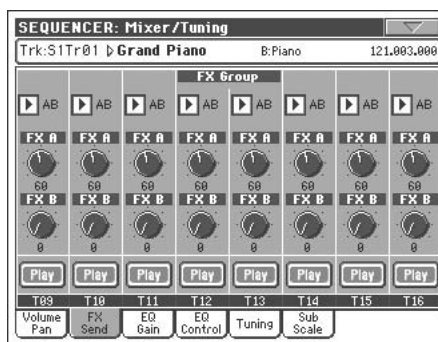 SEQUENCER: Mixer/Tuning
Trk:S1Tr01 Grand Piano B:Piano 121.003.000
FX Group
AB AB AB AB AB AB AB AB
FX A FX A FX A FX A FX A FX A FX A FX A
60 60 60 60 60 60 60 60
FX B FX B FX B FX B FX B FX B FX B FX B
0 0 0 0 0 0 0 0
Play Play Play Play Play Play Play Play
T09 T10 T11 T12 T13 T14 T15 T16
Volume Pan FX Send EQ Gain EQ Control Tuning Sub Scale